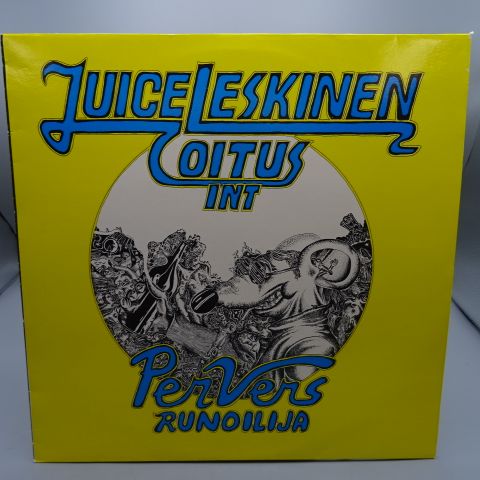 JUICE LESKINEN
COITUS
INT
PerVers
RUNOILIJA